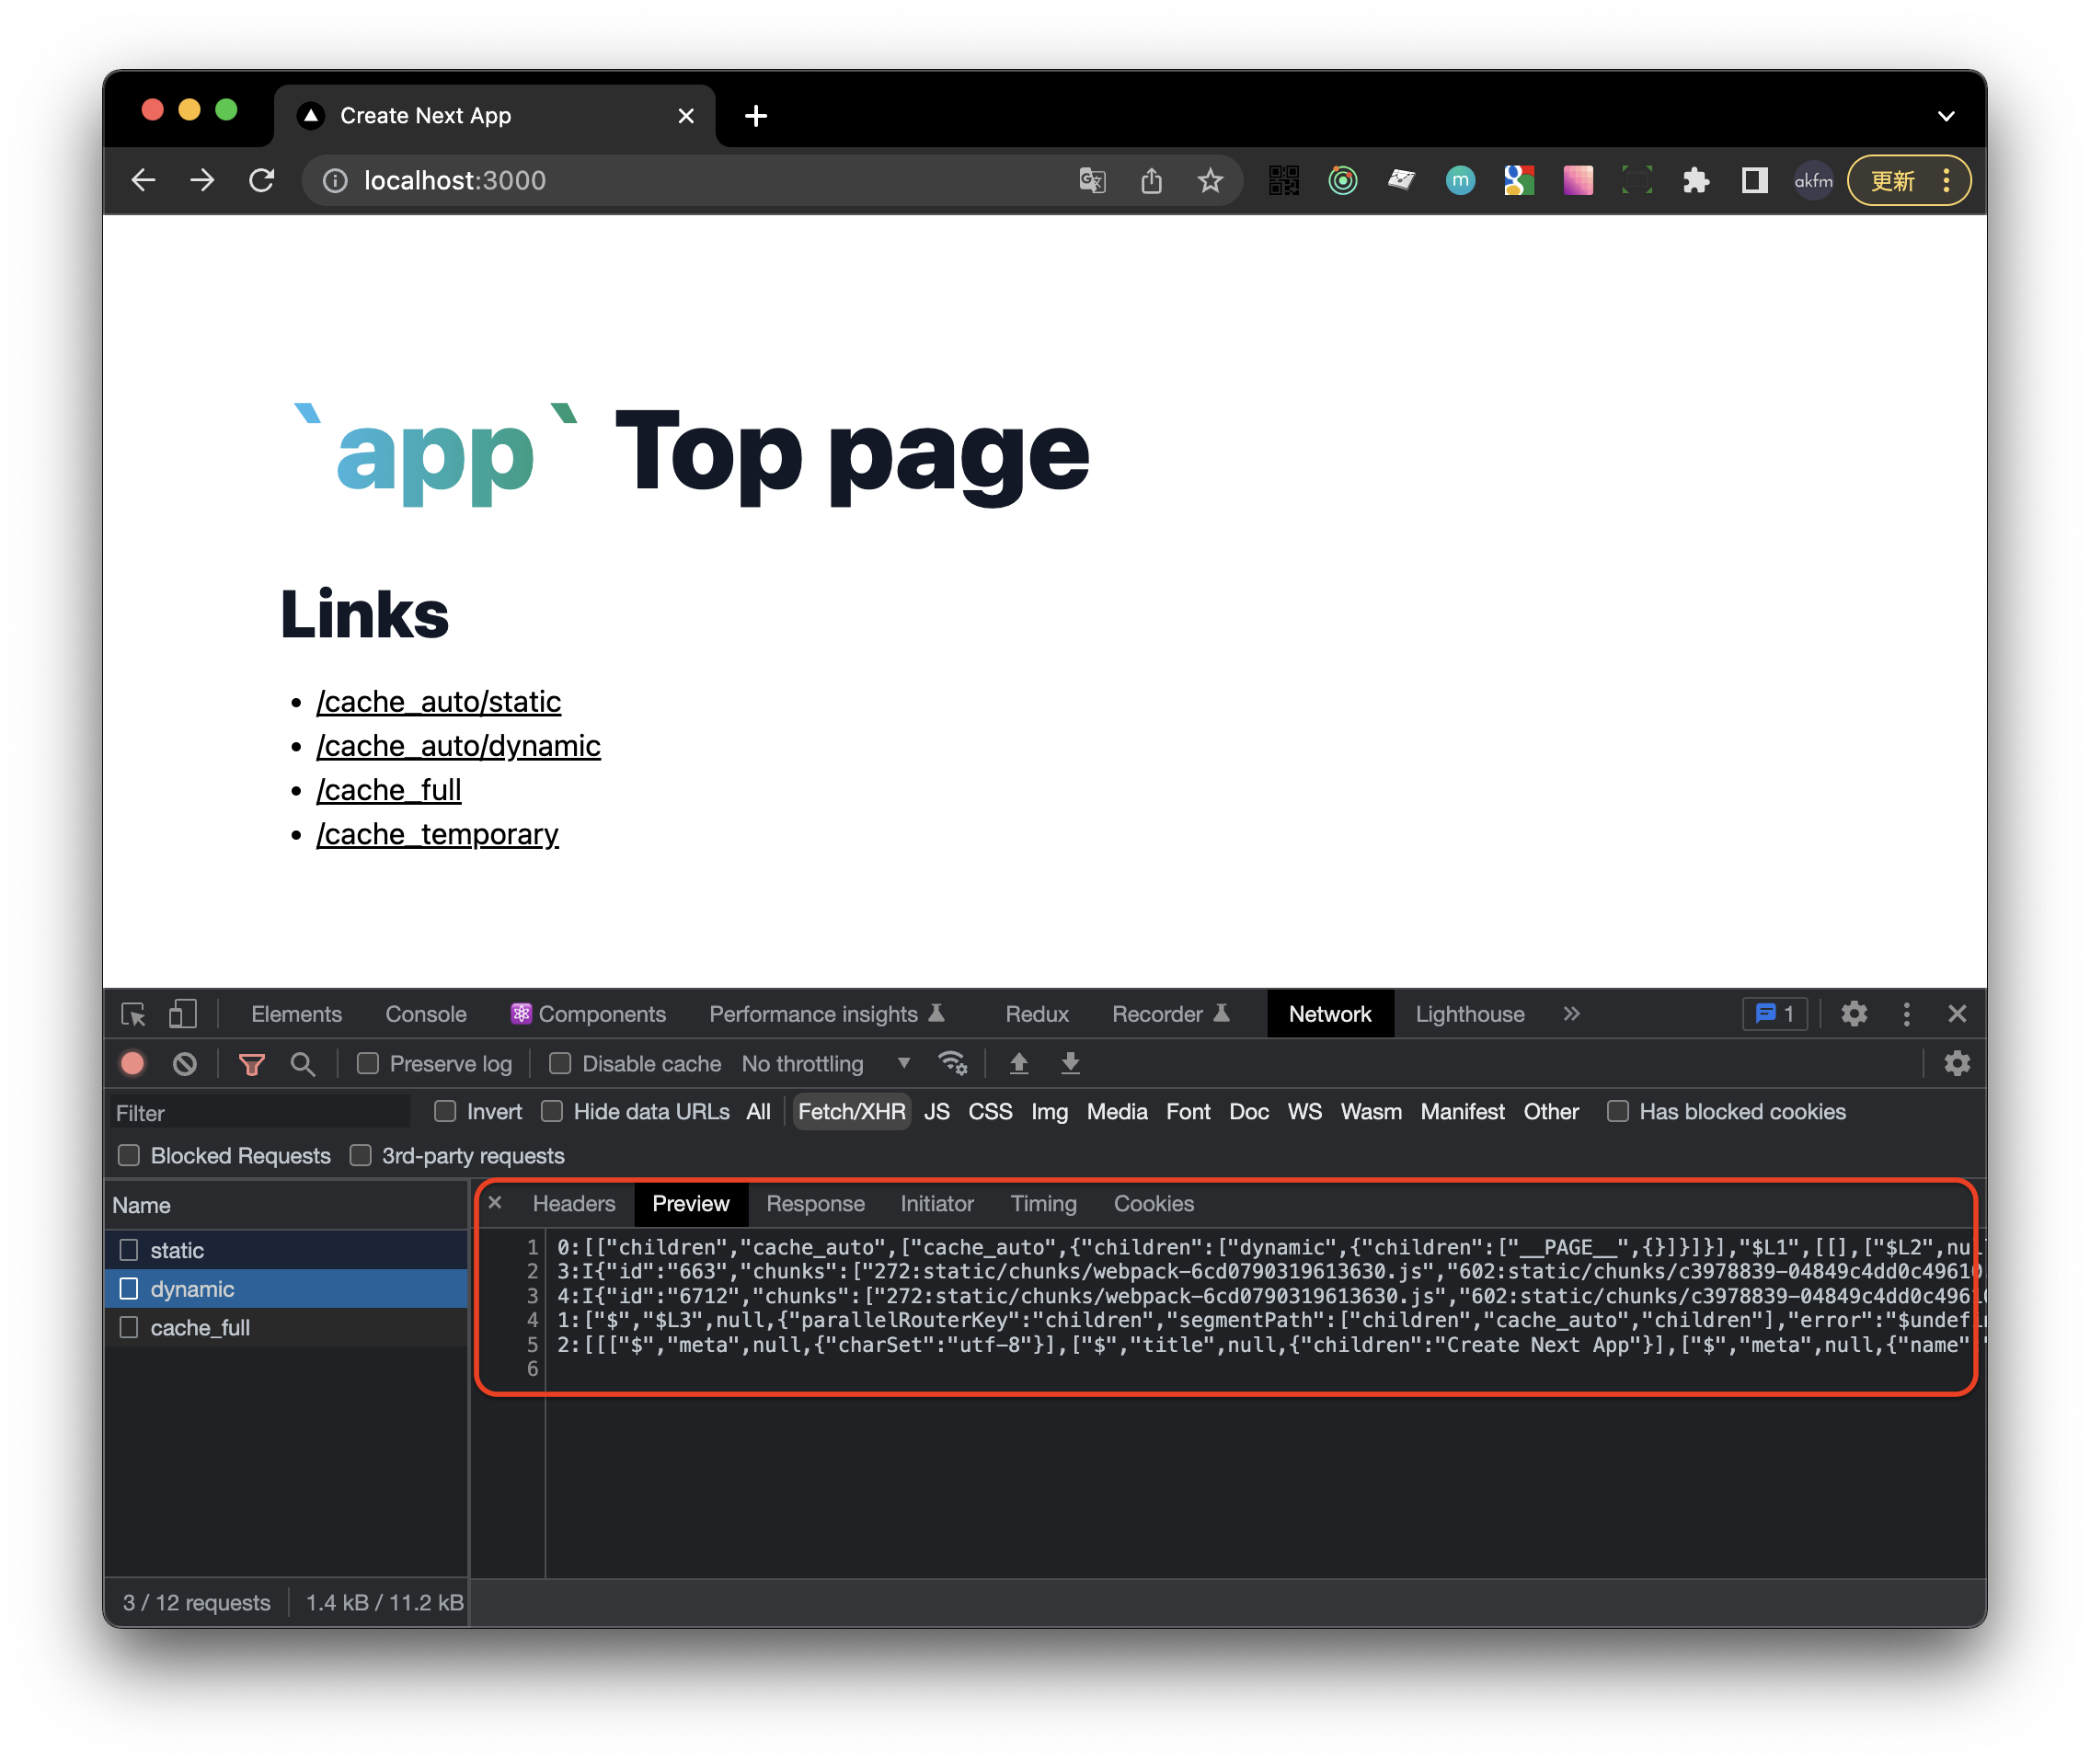 Create Next App
localhost:3000
m
akfm
更新
`app` Top page
Links
/cache_auto/static
/cache_auto/dynamic
/cache_full
/cache_temporary
Elements Console Components Performance insights Redux Recorder Network Lighthouse » 1
Preserve log Disable cache No throttling
Filter Invert Hide data URLs All Fetch/XHR JS CSS Img Media Font Doc WS Wasm Manifest Other Has blocked cookies
Blocked Requests 3rd-party requests
Name
static
dynamic
cache_full
Headers Preview Response Initiator Timing Cookies
1 0:[["children","cache_auto",["cache_auto",{"children":["dynamic",{"children":["__PAGE__",{}]}]}],"$L1",[[],["$L2",nul
2 3:I{"id":"663","chunks":["272:static/chunks/webpack-6cd0790319613630.js","602:static/chunks/c3978839-04849c4dd0c49610
3 4:I{"id":"6712","chunks":["272:static/chunks/webpack-6cd0790319613630.js","602:static/chunks/c3978839-04849c4dd0c4961
4 1:["$","$L3",null,{"parallelRouterKey":"children","segmentPath":["children","cache_auto","children"],"error":"$undefin
5 2:[[["$","meta",null,{"charSet":"utf-8"}],["$","title",null,{"children":"Create Next App"}],["$","meta",null,{"name"
6
3 / 12 requests 1.4 kB / 11.2 kB